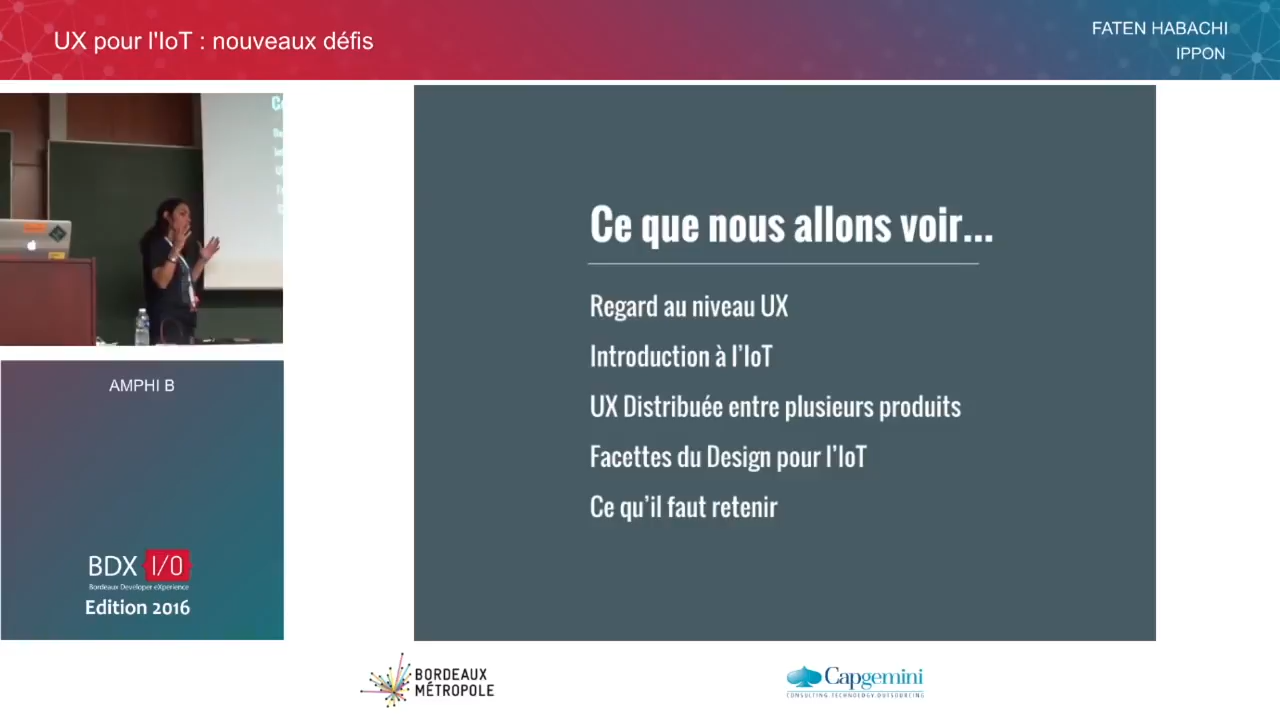 UX pour l'IoT : nouveaux défis
FATEN HABACHI
IPPON
Ce que nous allons voir...
Regard au niveau UX
Introduction à l'IoT
UX Distribuée entre plusieurs produits
Facettes du Design pour l'IoT
Ce qu'il faut retenir
AMPHI B
BDX I/O
Bordeaux Developer eXperience
Edition 2016
BORDEAUX
MÉTROPOLE
Capgemini
CONSULTING.TECHNOLOGY.OUTSOURCING